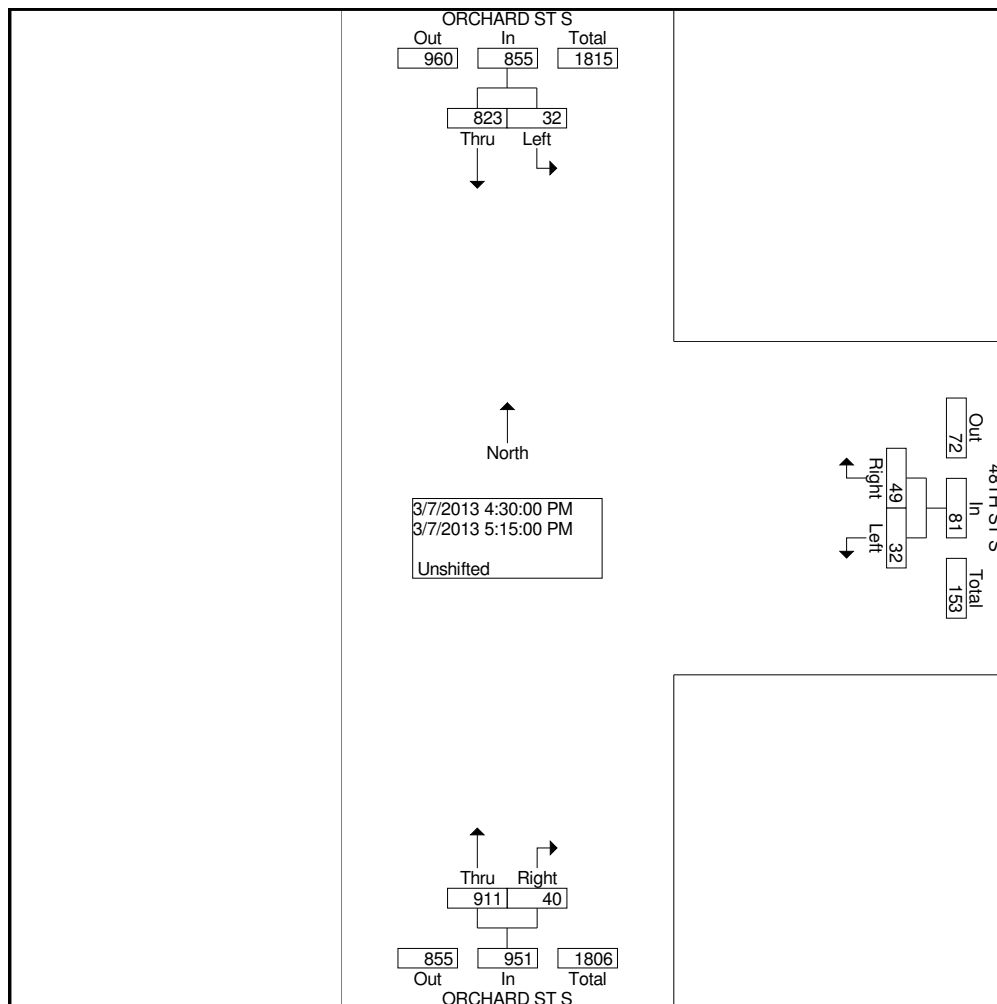 ORCHARD ST S
Out In Total
960 855 1815
823 32
Thru Left
North
3/7/2013 4:30:00 PM
3/7/2013 5:15:00 PM
Unshifted
Right Left
49 32
Out In Total
72 81 153
48TH ST S
Thru Right
911 40
855 951 1806
Out In Total
ORCHARD ST S